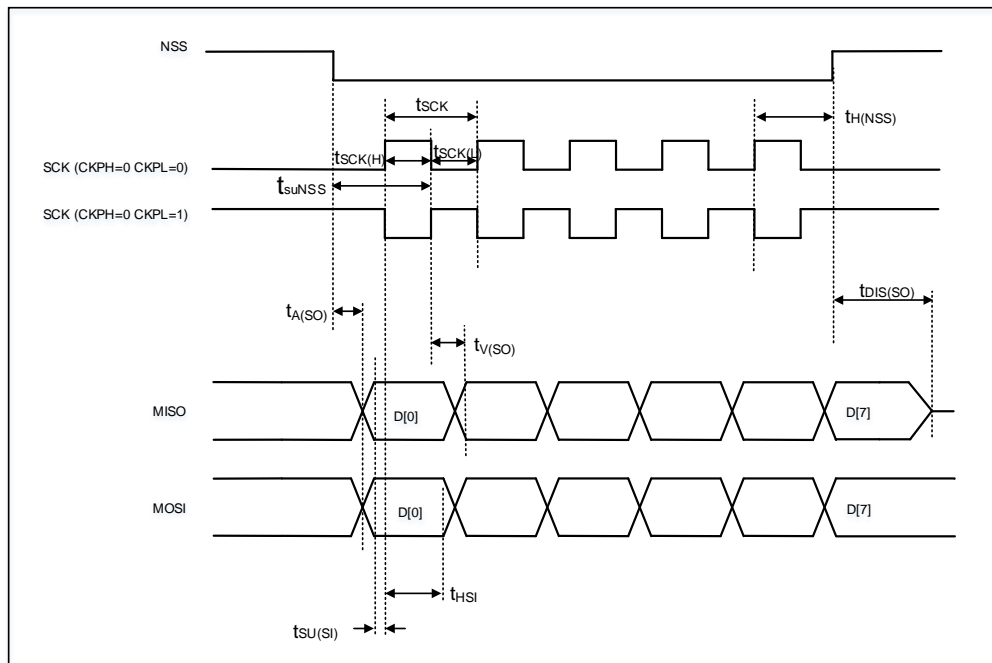 NSS
tSCK
tH(NSS)
tSCK(H)
tSCK(L)
SCK (CKPH=0 CKPL=0)
tsuNSS
SCK (CKPH=0 CKPL=1)
tDIS(SO)
tA(SO)
tV(SO)
MISO
D[0]
D[7]
MOSI
D[0]
D[7]
tHSI
tSU(SI)